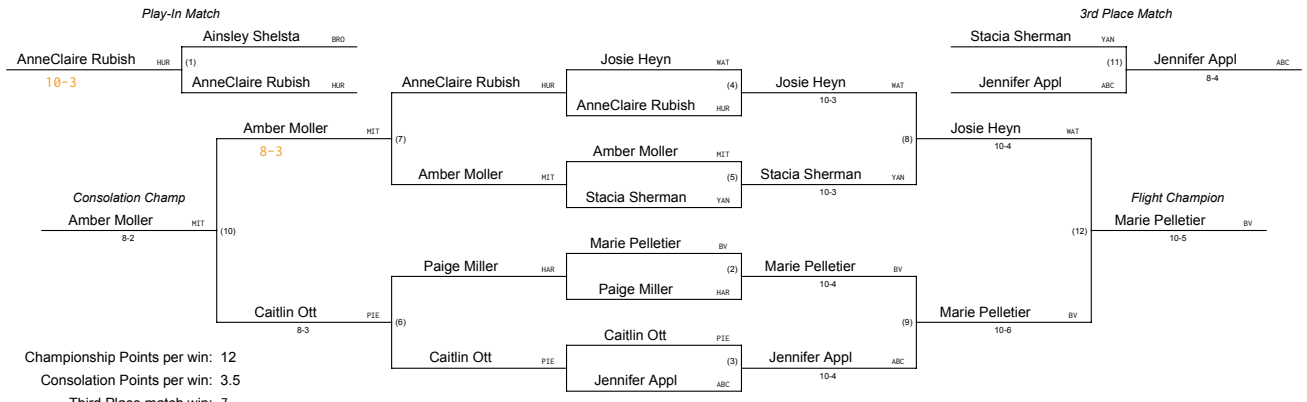 Play-In Match
3rd Place Match
Ainsley Shelsta BRO
Stacia Sherman YAN
AnneClaire Rubish HUR (1)
Josie Heyn WAT
(11) Jennifer Appl ABC
10-3
AnneClaire Rubish HUR
AnneClaire Rubish HUR
(4) Josie Heyn WAT
Jennifer Appl ABC
8-4
AnneClaire Rubish HUR
10-3
Amber Moller MIT
(7)
(8) Josie Heyn WAT
8-3
Amber Moller MIT
10-4
Amber Moller MIT
(5) Stacia Sherman YAN
Consolation Champ
Stacia Sherman YAN
10-3
Flight Champion
Amber Moller MIT
(10)
(12) Marie Pelletier BV
8-2
10-5
Marie Pelletier BV
Paige Miller HAR
(2) Marie Pelletier BV
Paige Miller HAR
10-4
Caitlin Ott PIE
(6)
(9) Marie Pelletier BV
8-3
Caitlin Ott PIE
10-6
Championship Points per win: 12
Caitlin Ott PIE
(3) Jennifer Appl ABC
Consolation Points per win: 3.5
Jennifer Appl ABC
10-4
Third Place match win: 7